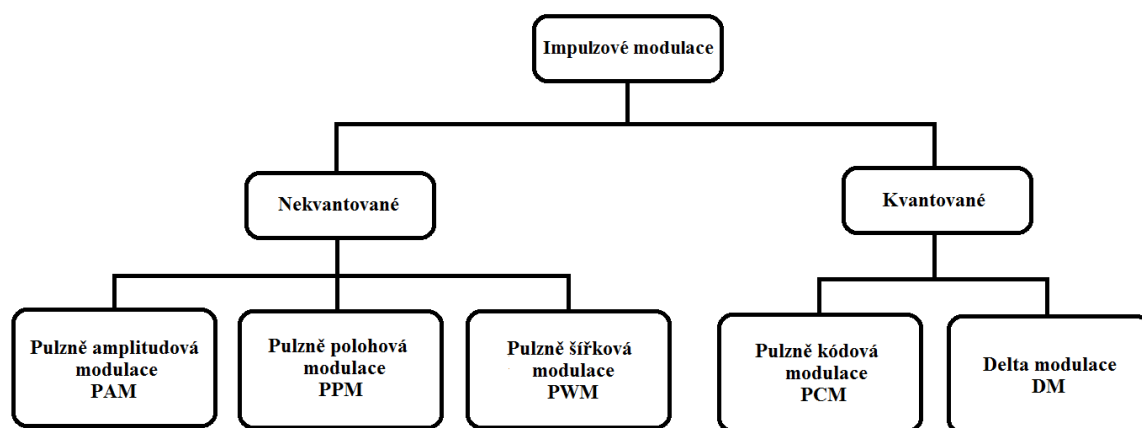 Impulzové modulace
Nekvantované
Kvantované
Pulzně amplitudová
modulace
PAM
Pulzně polohová
modulace
PPM
Pulzně šířková
modulace
PWM
Pulzně kódová
modulace
PCM
Delta modulace
DM